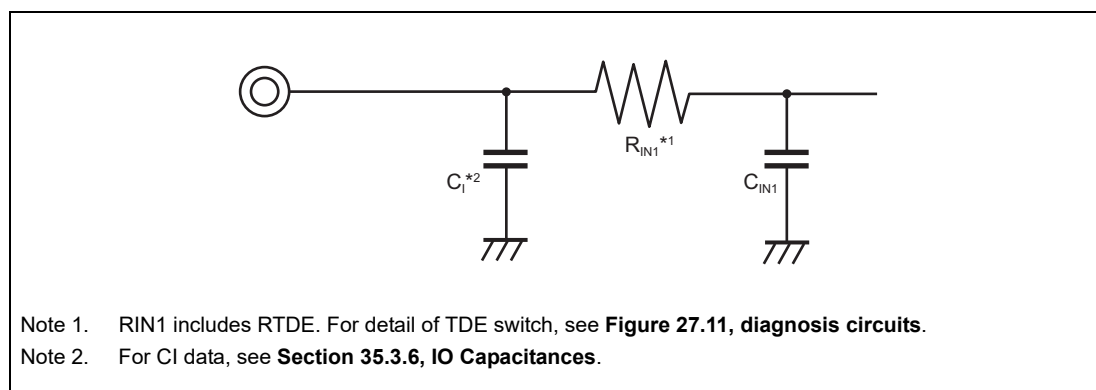 R_IN1*1
C_I*2
C_IN1
Note 1. RIN1 includes RTDE. For detail of TDE switch, see Figure 27.11, diagnosis circuits.
Note 2. For CI data, see Section 35.3.6, IO Capacitances.